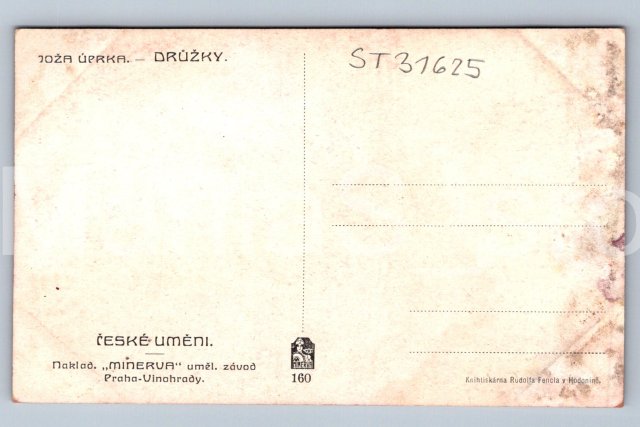 JOŽA ÚPRKA. — DRŮŽKY.
ST31625
ČESKÉ UMĚNI.
Naklad. „MINERVA" uměl. závod
Praha-Vinohrady.
160
Knihtiskárna Rudolfa Fencla v Hodoníně.